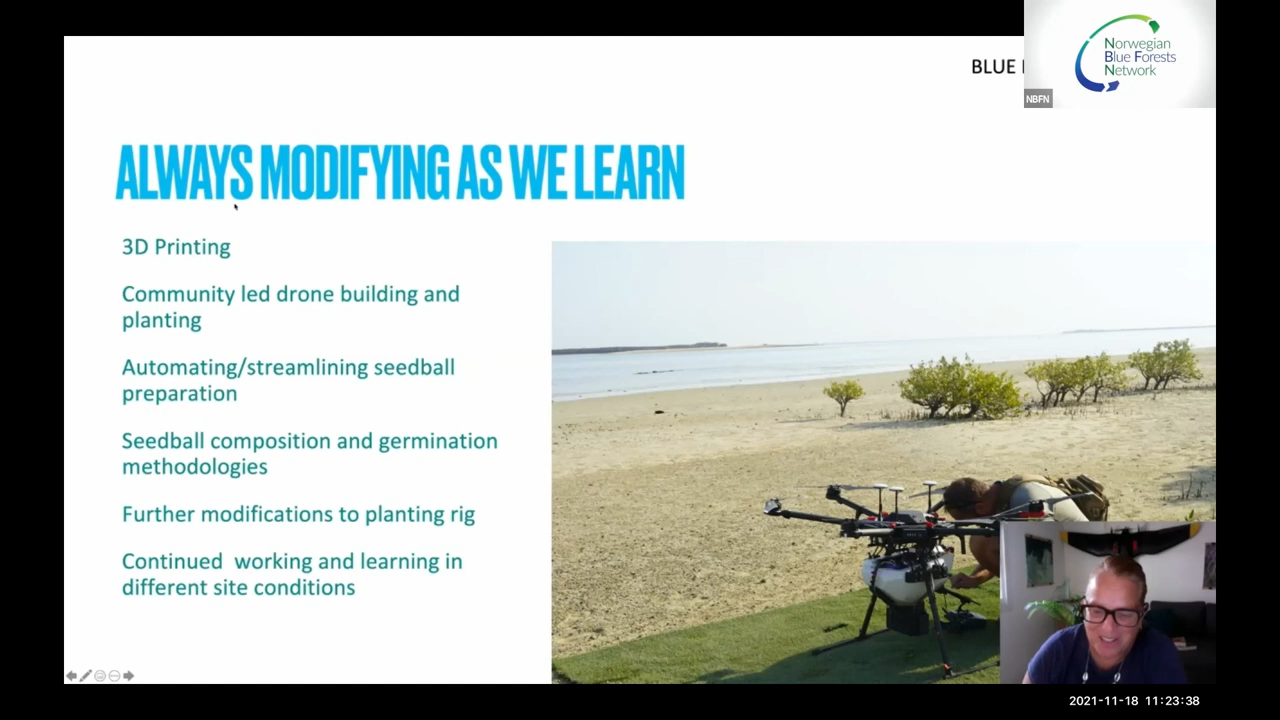 BLUE
Norwegian
Blue Forests
Network
NBFN
ALWAYS MODIFYING AS WE LEARN
3D Printing
Community led drone building and
planting
Automating/streamlining seedball
preparation
Seedball composition and germination
methodologies
Further modifications to planting rig
Continued  working and learning in
different site conditions
2021-11-18 11:23:38